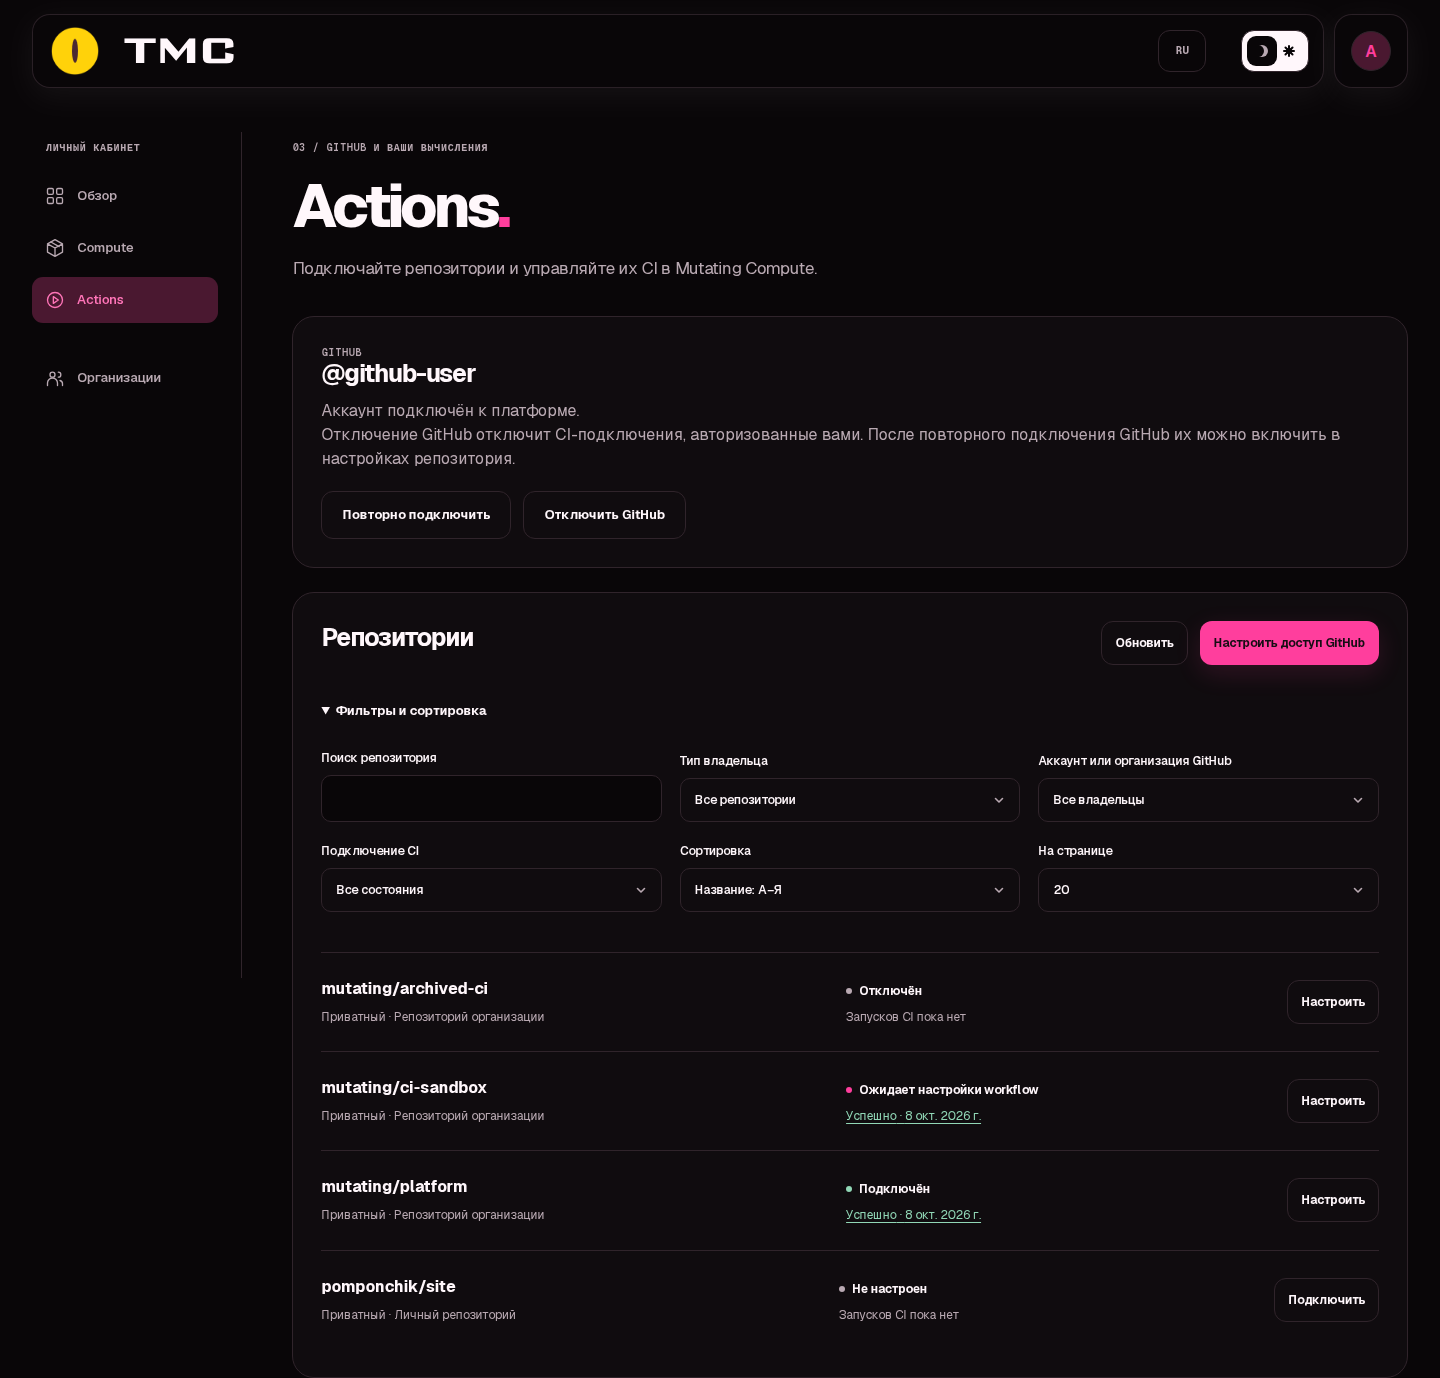 TMC
RU
A
ЛИЧНЫЙ КАБИНЕТ
Обзор
Compute
Actions
Организации
03 / GITHUB И ВАШИ ВЫЧИСЛЕНИЯ
Actions.
Подключайте репозитории и управляйте их CI в Mutating Compute.
GITHUB
@github-user
Аккаунт подключён к платформе.
Отключение GitHub отключит CI-подключения, авторизованные вами. После повторного подключения GitHub их можно включить в
настройках репозитория.
Повторно подключить
Отключить GitHub
Репозитории
Обновить
Настроить доступ GitHub
Фильтры и сортировка
Поиск репозитория
Тип владельца
Аккаунт или организация GitHub
Все репозитории
Все владельцы
Подключение CI
Сортировка
На странице
Все состояния
Название: А–Я
20
mutating/archived-ci
Приватный · Репозиторий организации
Отключён
Запусков CI пока нет
Настроить
mutating/ci-sandbox
Приватный · Репозиторий организации
Ожидает настройки workflow
Успешно · 8 окт. 2026 г.
Настроить
mutating/platform
Приватный · Репозиторий организации
Подключён
Успешно · 8 окт. 2026 г.
Настроить
pomponchik/site
Приватный · Личный репозиторий
Не настроен
Запусков CI пока нет
Подключить